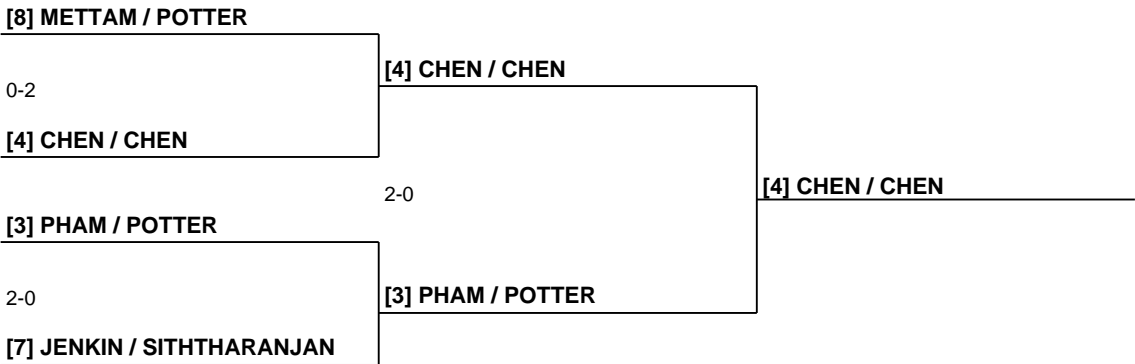 [8] METTAM / POTTER
0-2
[4] CHEN / CHEN
[4] CHEN / CHEN
[3] PHAM / POTTER
2-0
[7] JENKIN / SITHTHARANJAN
2-0
[3] PHAM / POTTER
[4] CHEN / CHEN